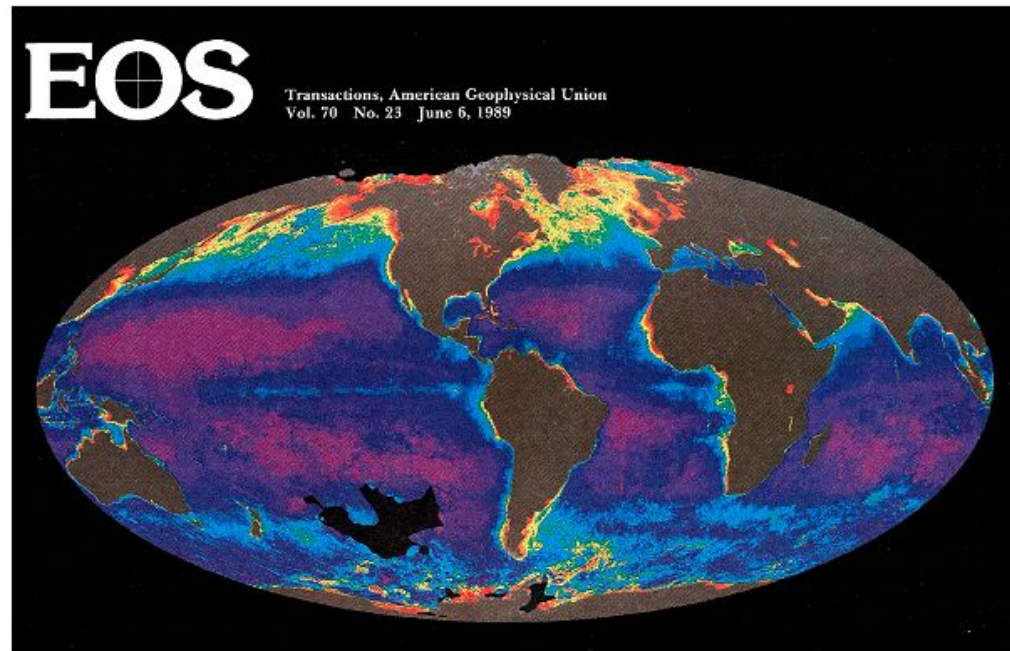 EOS
Transactions, American Geophysical Union
Vol. 70 No. 23 June 6, 1989